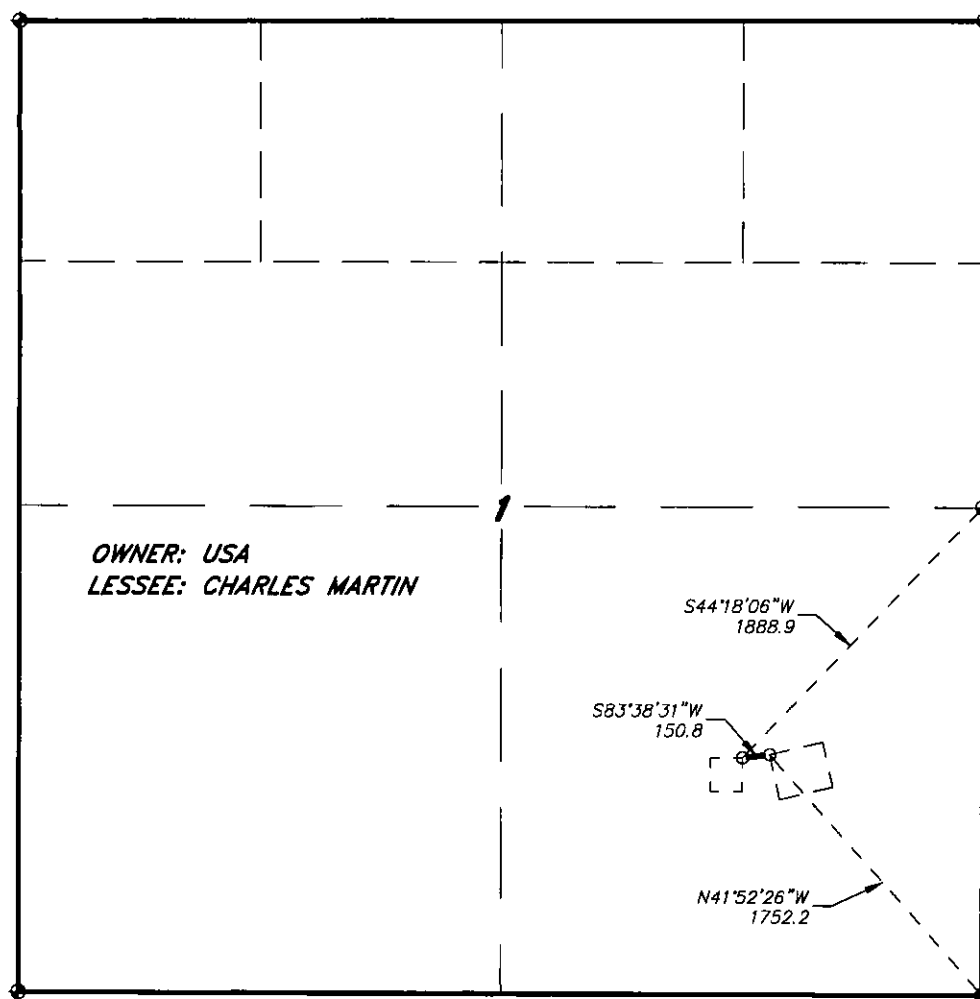 1
OWNER: USA
LESSEE: CHARLES MARTIN
S44°18'06"W
1888.9
S83°38'31"W
150.8
N41°52'26"W
1752.2